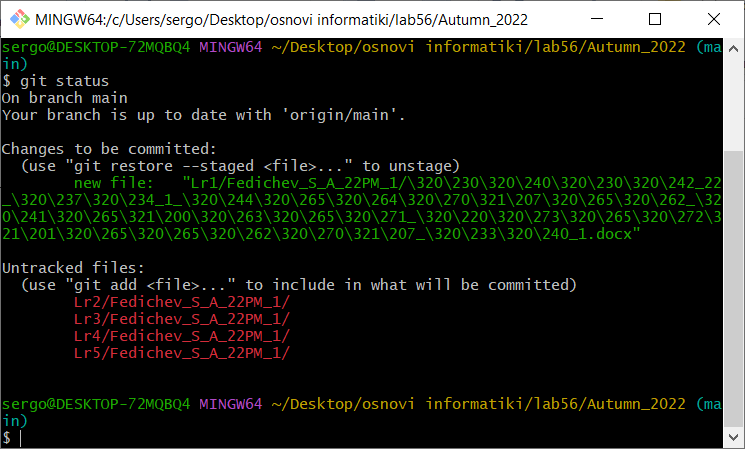 MINGW64:/c/Users/sergo/Desktop/osnovi informatiki/lab56/Autumn_2022
sergo@DESKTOP-72MQBQ4 MINGW64 ~/Desktop/osnovi informatiki/lab56/Autumn_2022 (ma
in)
$ git status
On branch main
Your branch is up to date with 'origin/main'.
Changes to be committed:
(use "git restore --staged <file>..." to unstage)
new file:   "Lr1/Fedichev_S_A_22PM_1/\320\230\320\240\320\230\320\242_22
_\320\237\320\234_1_\320\244\320\265\320\264\320\270\321\207\320\265\320\262_\32
0\241\320\265\321\200\320\263\320\265\320\271_\320\220\320\273\320\265\320\272\3
21\201\320\265\320\265\320\262\320\270\321\207_\320\233\320\240_1.docx"
Untracked files:
(use "git add <file>..." to include in what will be committed)
Lr2/Fedichev_S_A_22PM_1/
Lr3/Fedichev_S_A_22PM_1/
Lr4/Fedichev_S_A_22PM_1/
Lr5/Fedichev_S_A_22PM_1/
sergo@DESKTOP-72MQBQ4 MINGW64 ~/Desktop/osnovi informatiki/lab56/Autumn_2022 (ma
in)
$